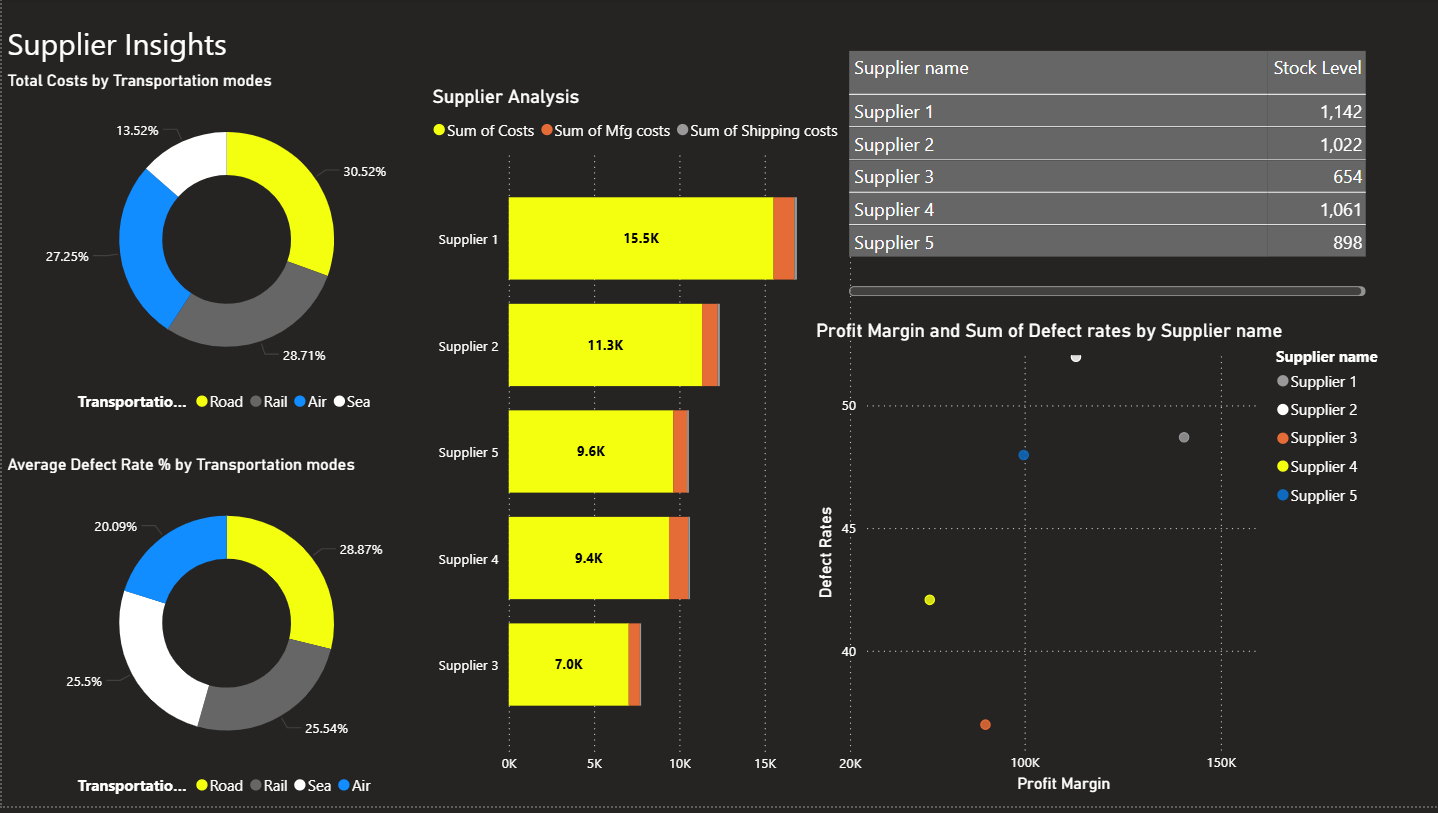 Supplier Insights
Total Costs by Transportation modes
13.52%
30.52%
27.25%
28.71%
Transportatio... Road Rail Air Sea
Average Defect Rate % by Transportation modes
20.09%
28.87%
25.5%
25.54%
Transportatio... Road Rail Sea Air
Supplier Analysis
Sum of Costs Sum of Mfg costs Sum of Shipping costs
Supplier 1 15.5K
Supplier 2 11.3K
Supplier 5 9.6K
Supplier 4 9.4K
Supplier 3 7.0K
0K 5K 10K 15K 20K
Supplier name Stock Level
Supplier 1 1,142
Supplier 2 1,022
Supplier 3 654
Supplier 4 1,061
Supplier 5 898
Profit Margin and Sum of Defect rates by Supplier name
Supplier name
Supplier 1
Supplier 2
Supplier 3
Supplier 4
Supplier 5
Defect Rates
50
45
40
100K 150K
Profit Margin